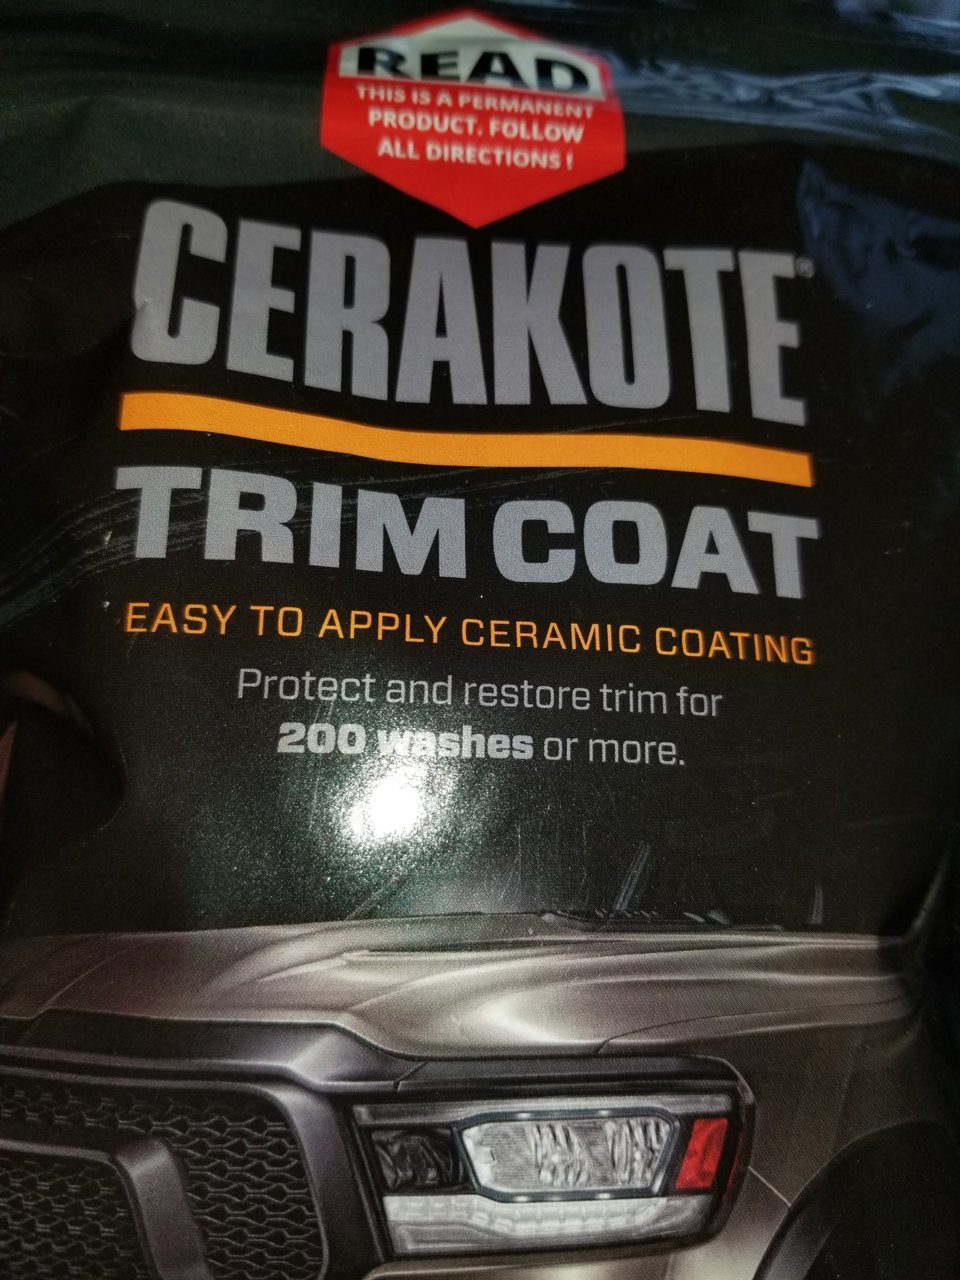 READ
THIS IS A PERMANENT
PRODUCT. FOLLOW
ALL DIRECTIONS!
CERAKOTE®
TRIM COAT
EASY TO APPLY CERAMIC COATING
Protect and restore trim for
200 washes or more.